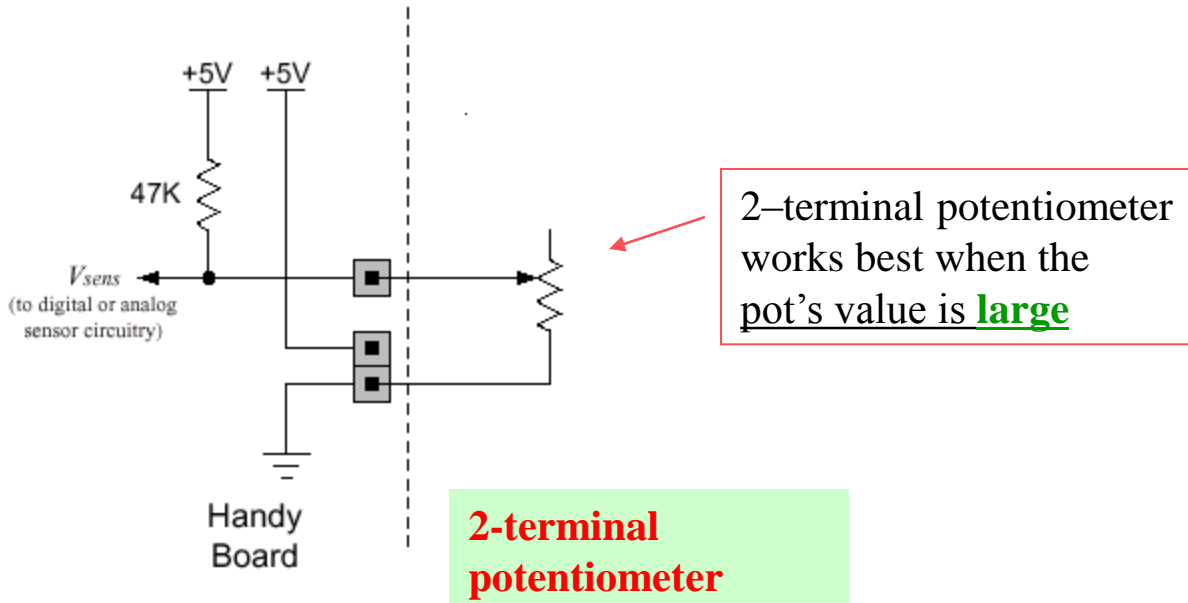 +5V +5V
47K
Vsens
(to digital or analog
sensor circuitry)
Handy
Board
2–terminal potentiometer
works best when the
pot’s value is large
2-terminal
potentiometer